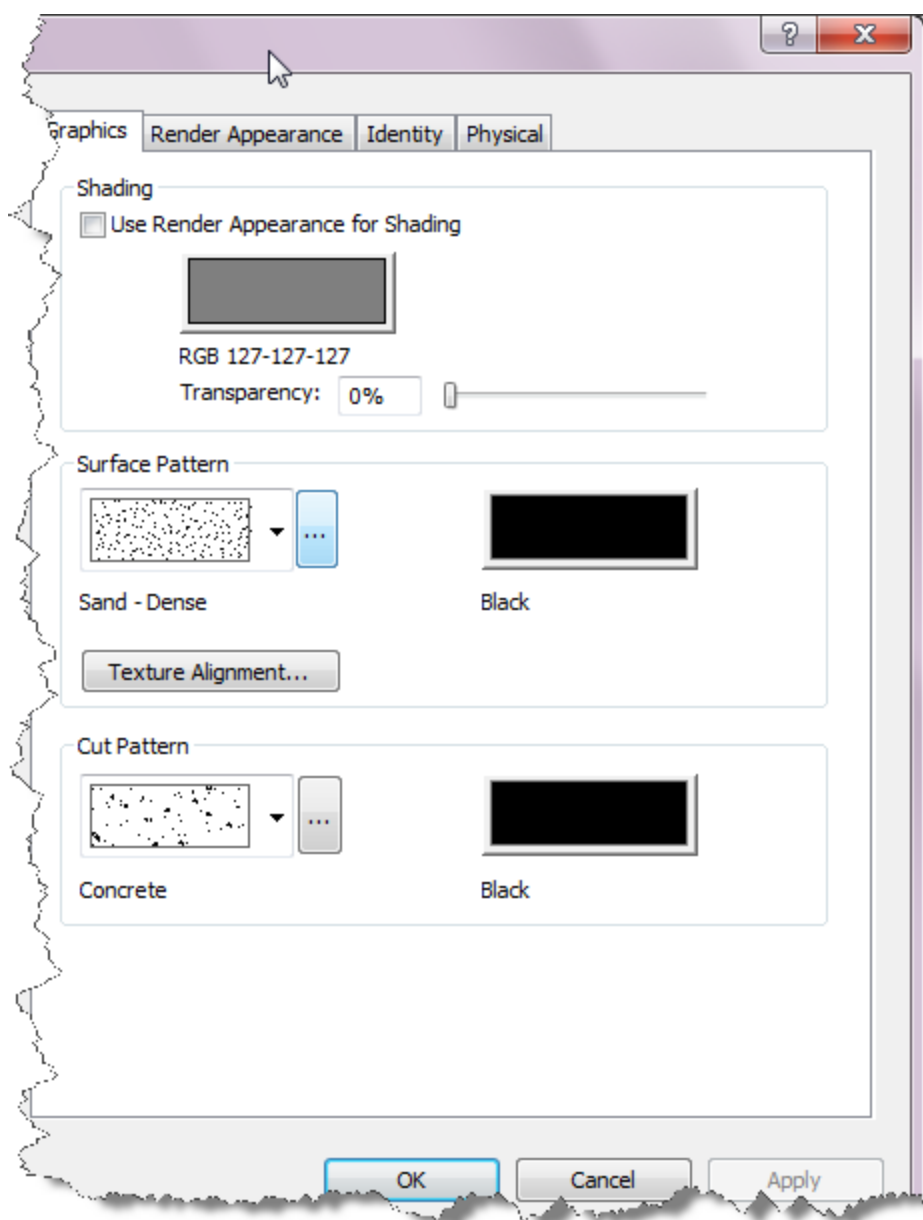 Graphics Render Appearance Identity Physical
Shading
Use Render Appearance for Shading
RGB 127-127-127
Transparency: 0%
Surface Pattern
...
Sand - Dense Black
Texture Alignment...
Cut Pattern
...
Concrete Black
OK Cancel Apply